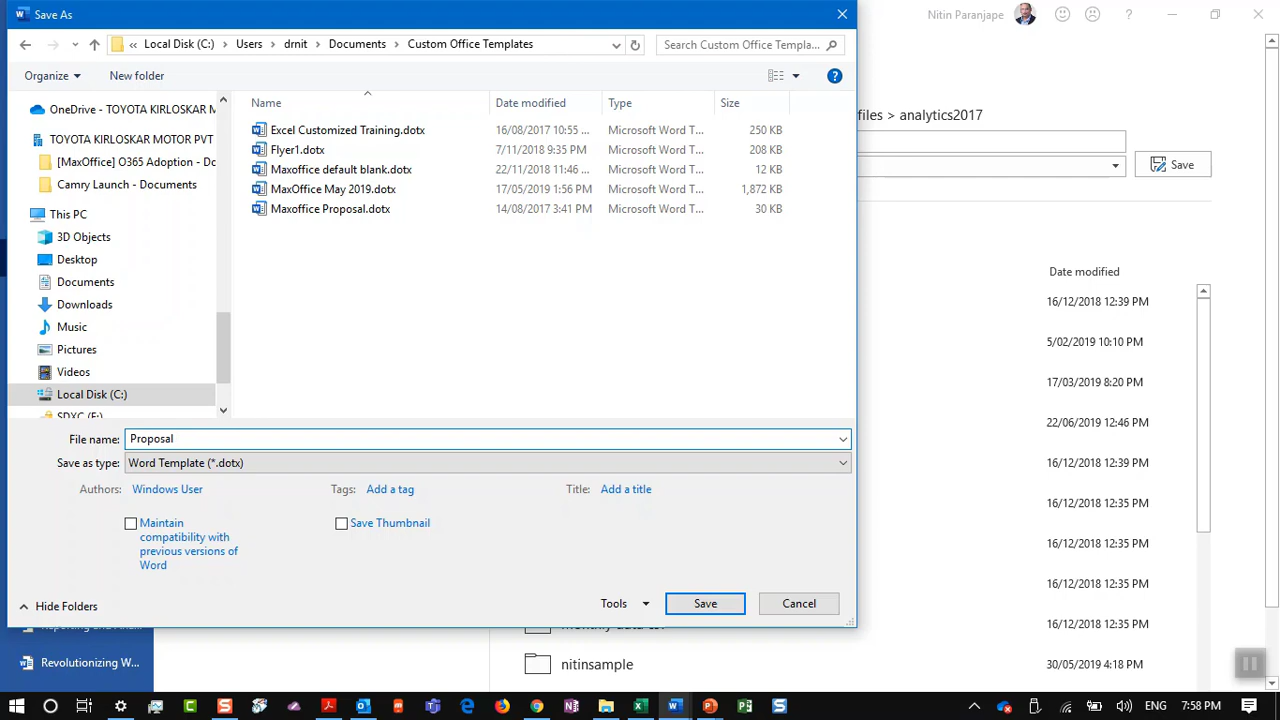 Save As
Nitin Paranjape
?
« Local Disk (C:) > Users > drnit > Documents > Custom Office Templates
Search Custom Office Templa...
Organize
New folder
?
files > analytics2017
Save
OneDrive - TOYOTA KIRLOSKAR M
TOYOTA KIRLOSKAR MOTOR PVT
[MaxOffice] O365 Adoption - Do
Camry Launch - Documents
This PC
3D Objects
Desktop
Documents
Downloads
Music
Pictures
Videos
Local Disk (C:)
SDXC (F:)
Name Date modified Type Size
Excel Customized Training.dotx 16/08/2017 10:55 ... Microsoft Word T... 250 KB
Flyer1.dotx 7/11/2018 9:35 PM Microsoft Word T... 208 KB
Maxoffice default blank.dotx 22/11/2018 11:46 ... Microsoft Word T... 12 KB
MaxOffice May 2019.dotx 17/05/2019 1:56 PM Microsoft Word T... 1,872 KB
Maxoffice Proposal.dotx 14/08/2017 3:41 PM Microsoft Word T... 30 KB
Date modified
16/12/2018 12:39 PM
5/02/2019 10:10 PM
17/03/2019 8:20 PM
22/06/2019 12:46 PM
16/12/2018 12:39 PM
16/12/2018 12:35 PM
16/12/2018 12:35 PM
16/12/2018 12:35 PM
16/12/2018 12:35 PM
30/05/2019 4:18 PM
File name: Proposal
Save as type: Word Template (*.dotx)
Authors: Windows User
Tags: Add a tag
Title: Add a title
Maintain
compatibility with
previous versions of
Word
Save Thumbnail
Hide Folders
Tools
Save
Cancel
Revolutionizing W...
nitinsample
ENG 7:58 PM